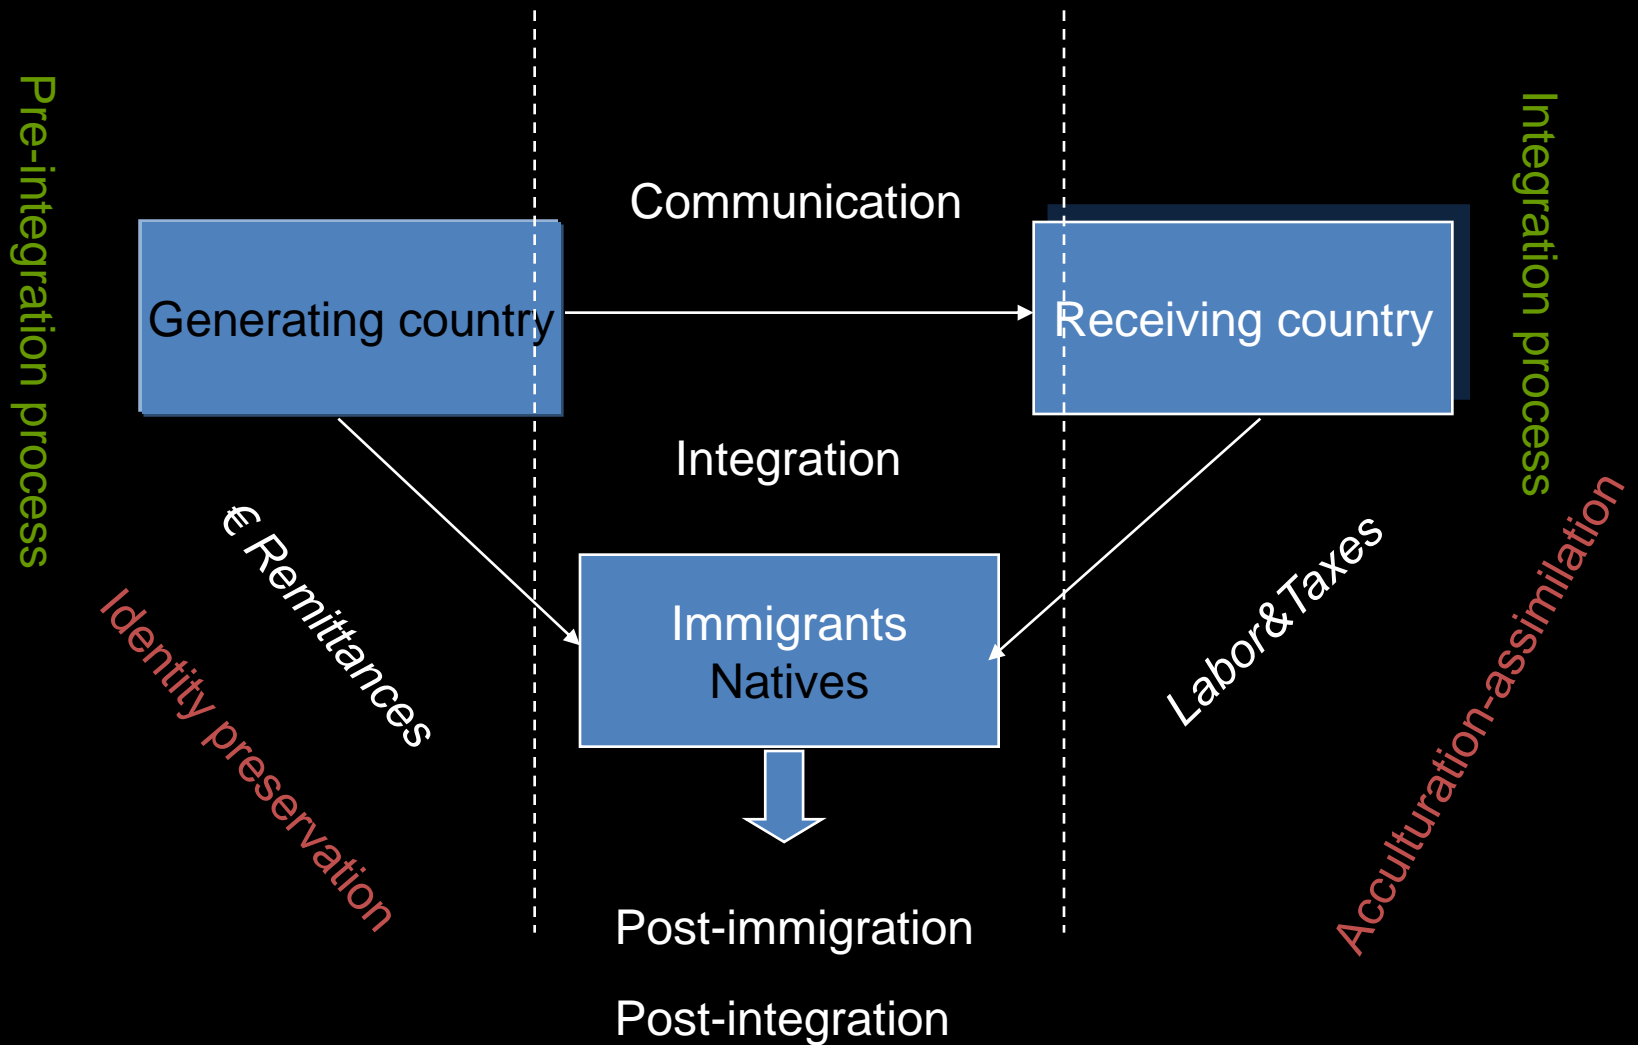 Pre-integration process
Communication
Integration process
Generating country
Receiving country
Integration
€ Remittances
Identity preservation
Immigrants
Natives
Labor&Taxes
Acculturation-assimilation
Post-immigration
Post-integration